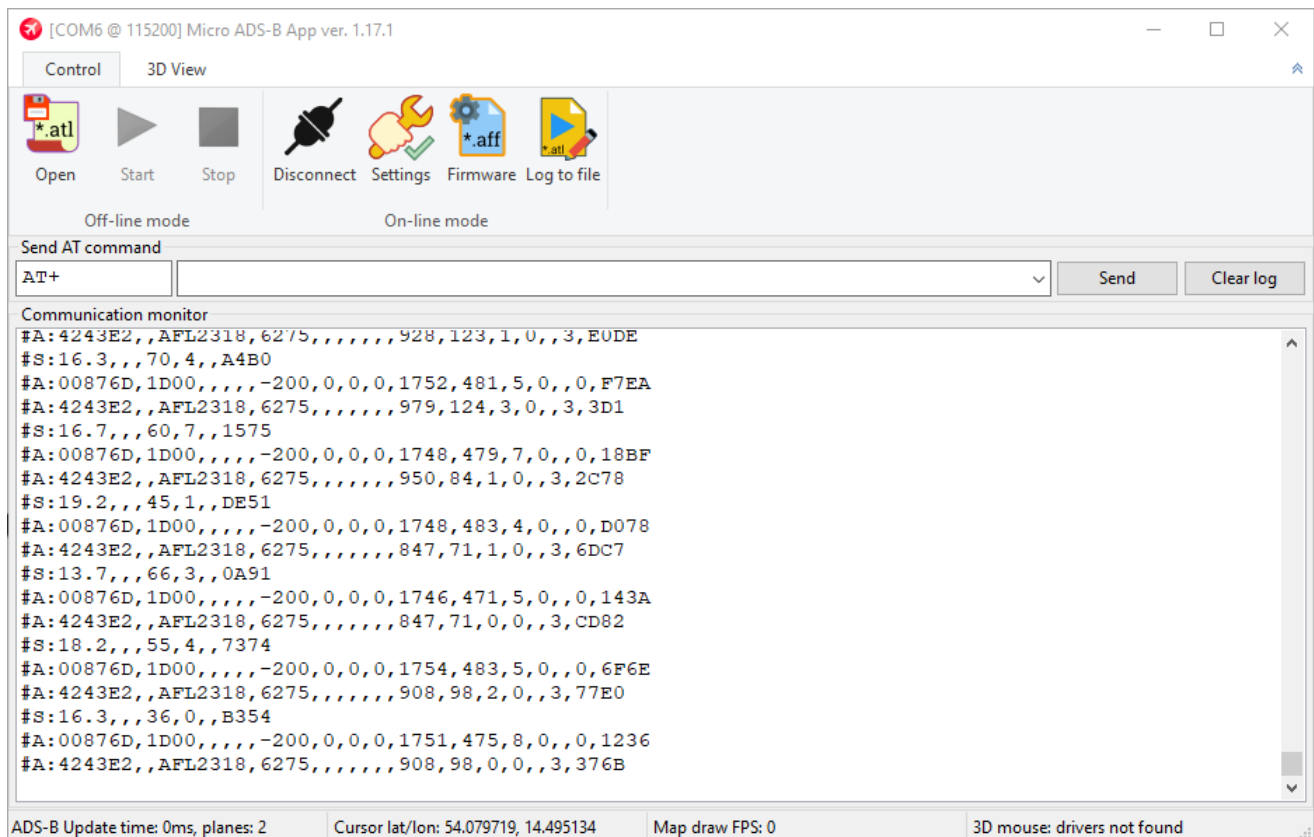 [COM6 @ 115200] Micro ADS-B App ver. 1.17.1
Control 3D View
*.atl *.aff *.atl
Open Start Stop Disconnect Settings Firmware Log to file
Off-line mode On-line mode
Send AT command
AT+ Send Clear log
Communication monitor
#A:4243E2,,AFL2318,6275,,,,,,,928,123,1,0,,3,E0DE
#S:16.3,,,70,4,,A4B0
#A:00876D,1D00,,,,,-200,0,0,0,1752,481,5,0,,0,F7EA
#A:4243E2,,AFL2318,6275,,,,,,,979,124,3,0,,3,3D1
#S:16.7,,,60,7,,1575
#A:00876D,1D00,,,,,-200,0,0,0,1748,479,7,0,,0,18BF
#A:4243E2,,AFL2318,6275,,,,,,,950,84,1,0,,3,2C78
#S:19.2,,,45,1,,DE51
#A:00876D,1D00,,,,,-200,0,0,0,1748,483,4,0,,0,D078
#A:4243E2,,AFL2318,6275,,,,,,,847,71,1,0,,3,6DC7
#S:13.7,,,66,3,,0A91
#A:00876D,1D00,,,,,-200,0,0,0,1746,471,5,0,,0,143A
#A:4243E2,,AFL2318,6275,,,,,,,847,71,0,0,,3,CD82
#S:18.2,,,55,4,,7374
#A:00876D,1D00,,,,,-200,0,0,0,1754,483,5,0,,0,6F6E
#A:4243E2,,AFL2318,6275,,,,,,,908,98,2,0,,3,77E0
#S:16.3,,,36,0,,B354
#A:00876D,1D00,,,,,-200,0,0,0,1751,475,8,0,,0,1236
#A:4243E2,,AFL2318,6275,,,,,,,908,98,0,0,,3,376B
ADS-B Update time: 0ms, planes: 2 Cursor lat/lon: 54.079719, 14.495134 Map draw FPS: 0 3D mouse: drivers not found